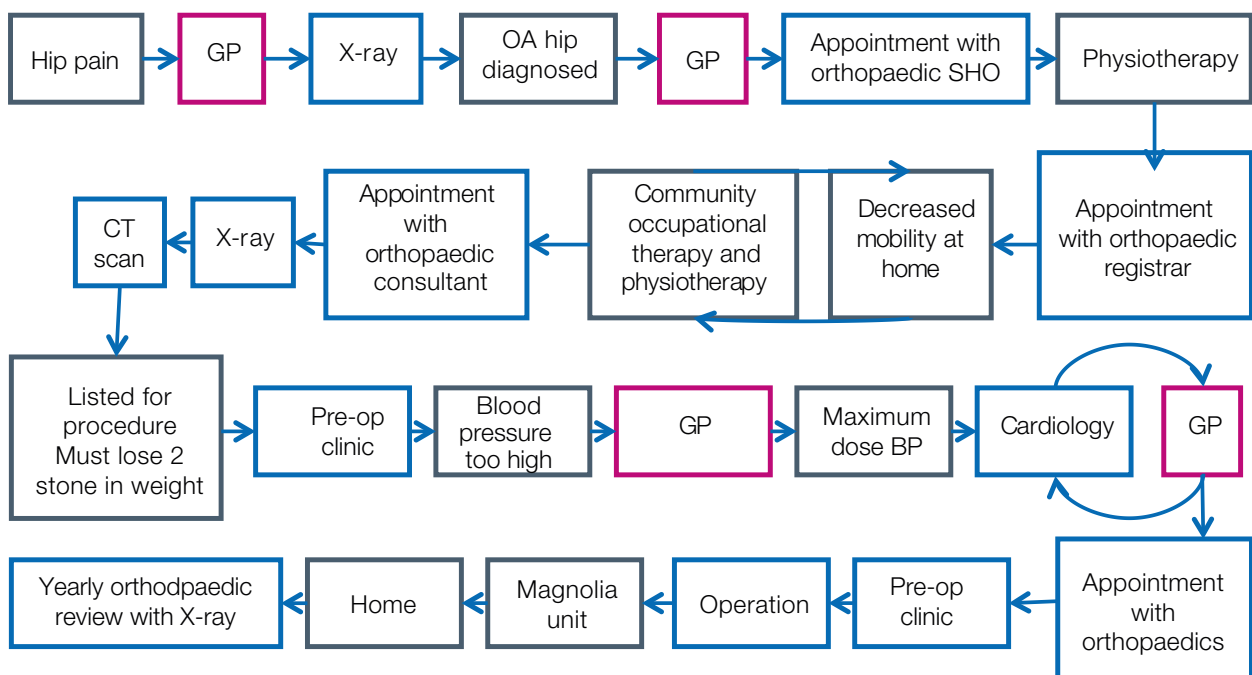 Hip pain
GP
X-ray
OA hip
diagnosed
GP
Appointment with
orthopaedic SHO
Physiotherapy
Appointment
with orthopaedic
registrar
Decreased
mobility at
home
Community
occupational
therapy and
physiotherapy
Appointment
with
orthopaedic
consultant
X-ray
CT
scan
Listed for
procedure
Must lose 2
stone in weight
Pre-op
clinic
Blood
pressure
too high
GP
Maximum
dose BP
Cardiology
GP
Appointment
with
orthopaedics
Pre-op
clinic
Operation
Magnolia
unit
Home
Yearly orthodpaedic
review with X-ray